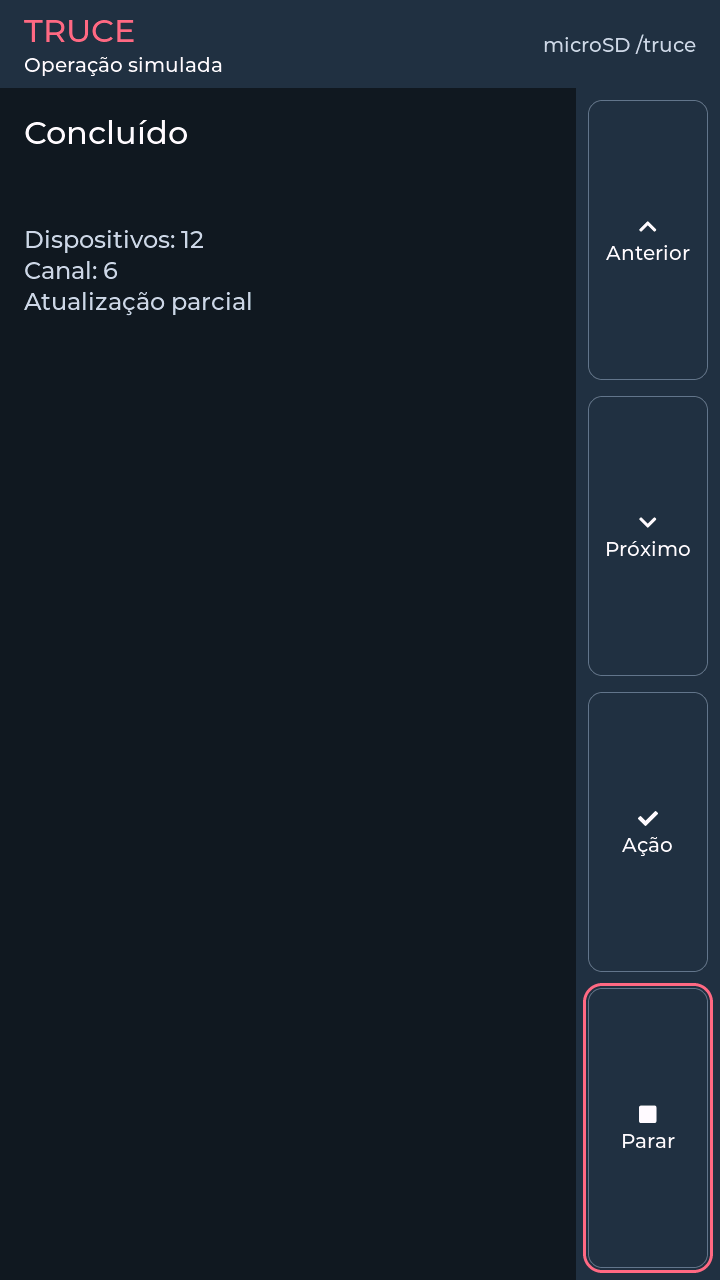 TRUCE
Operação simulada
microSD /truce
Concluído
Dispositivos: 12
Canal: 6
Atualização parcial
Anterior
Próximo
Ação
Parar